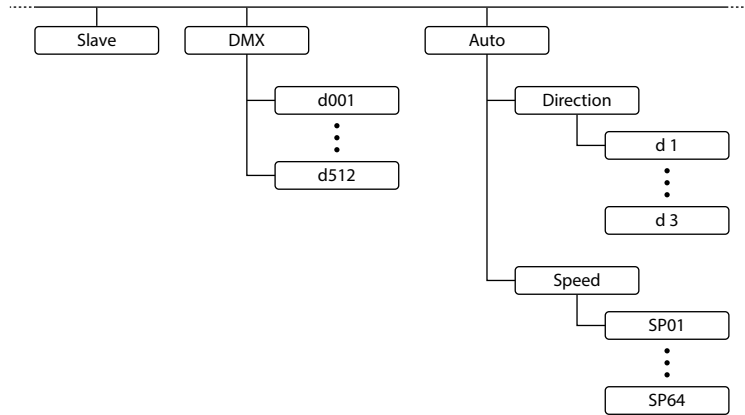 Slave
DMX
Auto
d001
d512
Direction
d 1
d 3
Speed
SP01
SP64